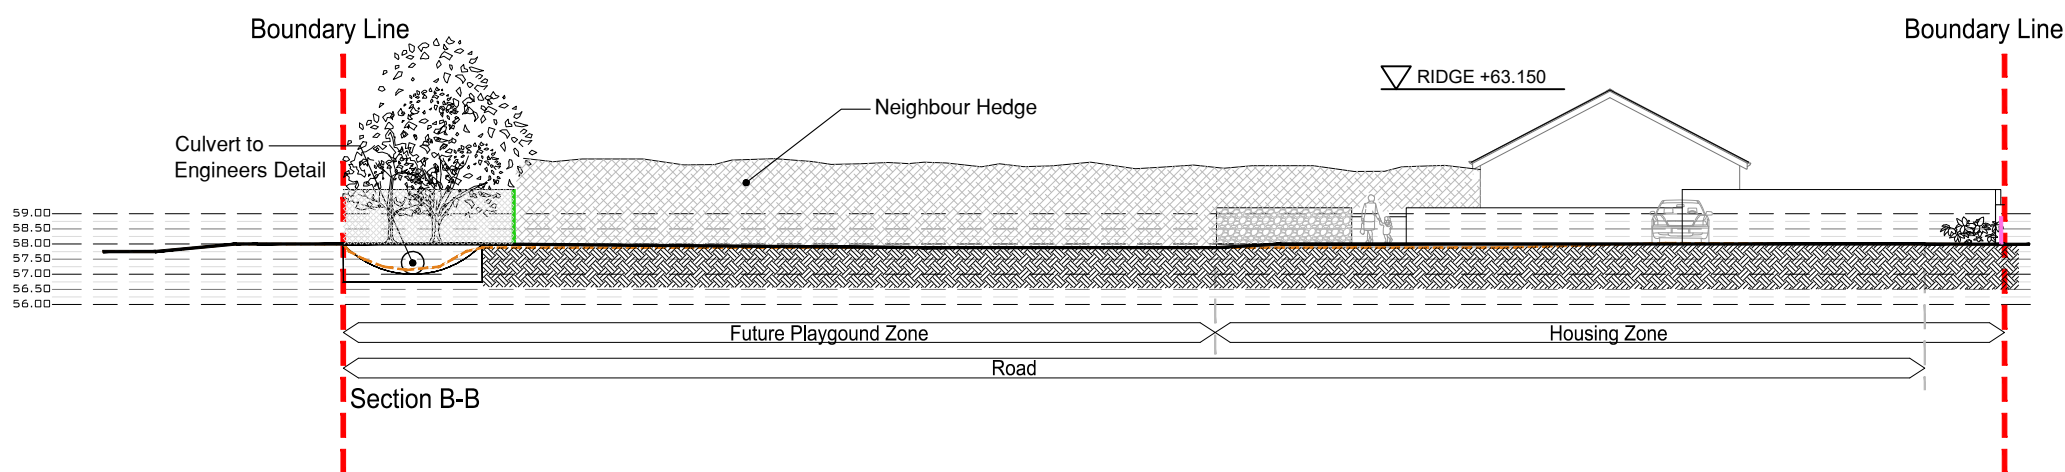 Boundary Line
Boundary Line
RIDGE +63.150
Neighbour Hedge
Culvert to
Engineers Detail
59.00
58.50
58.00
57.50
57.00
56.50
56.00
Future Playgound Zone
Housing Zone
Road
Section B-B